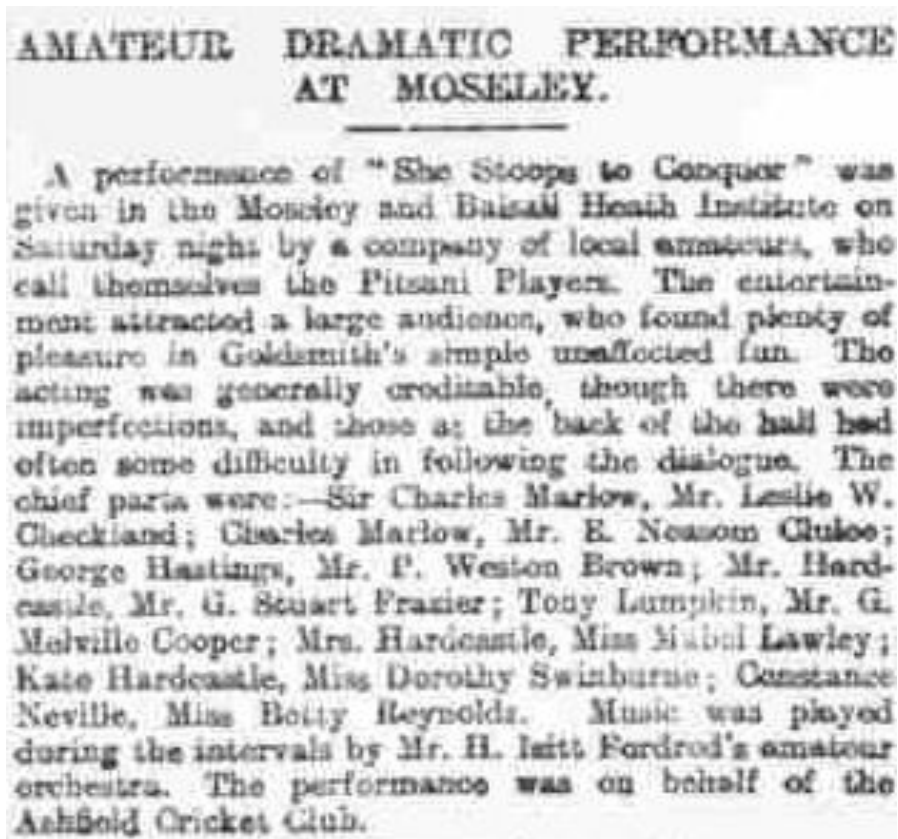 AMATEUR DRAMATIC PERFORMANCE
AT MOSELEY.
A performance of "She Stoops to Conquer" was
given in the Moseley and Balsall Heath Institute on
Saturday night by a company of local amateurs, who
call themselves the Pitsani Players. The entertain-
ment attracted a large audience, who found plenty of
pleasure in Goldsmith's simple unaffected fun. The
acting was generally creditable, though there were
imperfections, and those at the back of the hall had
often some difficulty in following the dialogue. The
chief parts were:—Sir Charles Marlow, Mr. Leslie W.
Checkland; Charles Marlow, Mr. E. Newsom Clulee;
George Hastings, Mr. P. Weston Brown; Mr. Hard-
castle, Mr. G. Stuart Frazier; Tony Lumpkin, Mr. G.
Melville Cooper; Mrs. Hardcastle, Miss Mabel Lawley;
Kate Hardcastle, Miss Dorothy Swinburne; Constance
Neville, Miss Betty Reynolds. Music was played
during the intervals by Mr. H. amateur
orchestra. The performance was on behalf of the
Ashfield Cricket Club.